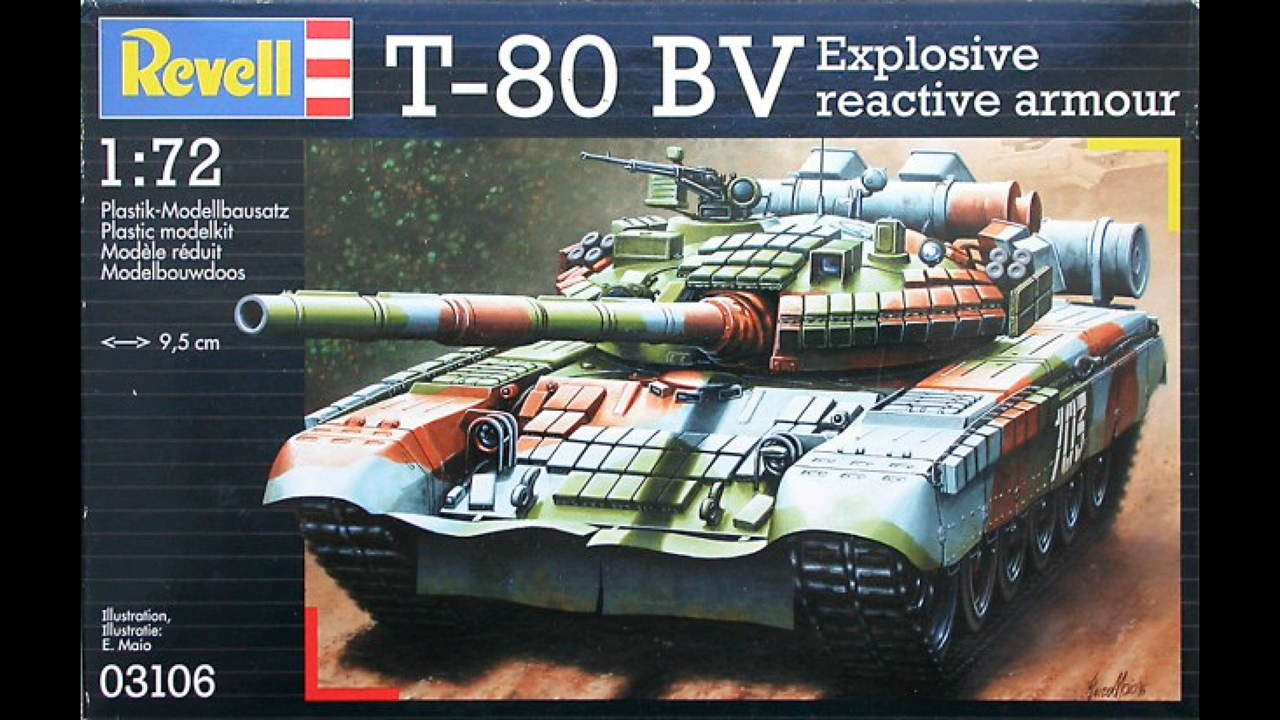 Revell
T-80 BV
Explosive
reactive armour
1:72
Plastik-Modellbausatz
Plastic modelkit
Modèle réduit
Modelbouwdoos
<--> 9,5 cm
103
Illustration,
Illustratie:
E. Maio
03106